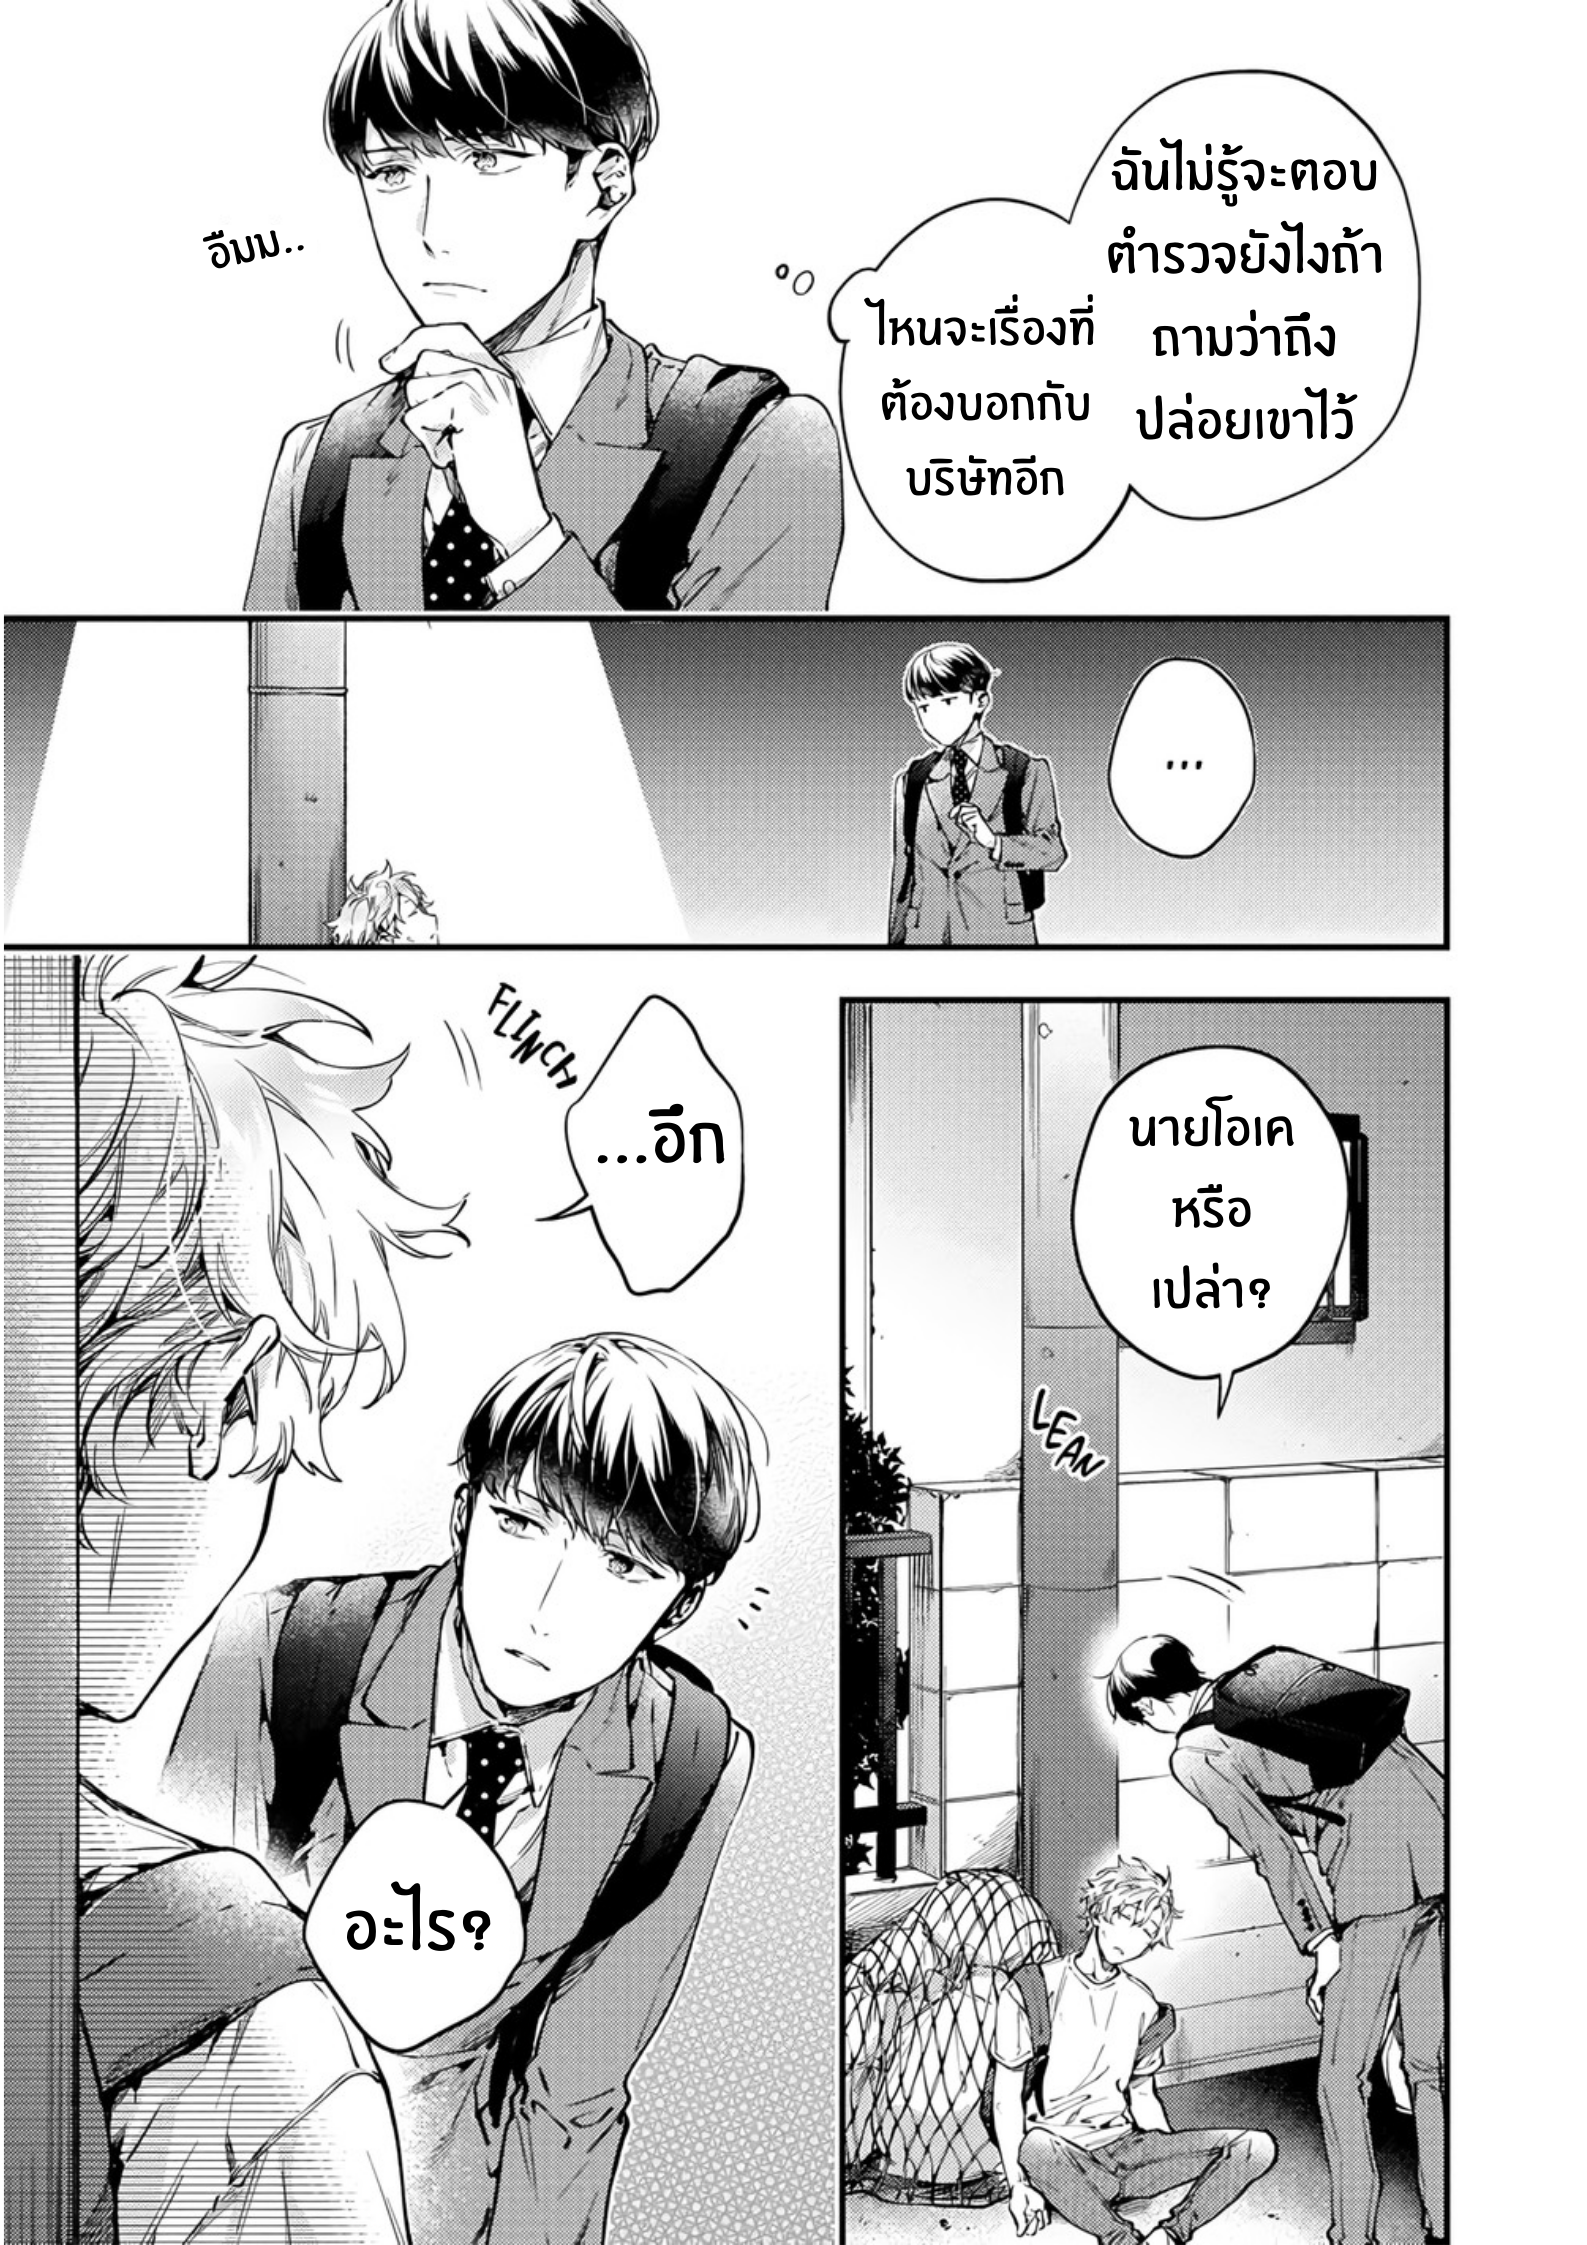 ฉันไม่รู้จะตอบ
ตำรวจยังไงถ้า
ถามว่าถึง
ปล่อยเขาไว้
ไหนจะเรื่องที่
ต้องบอกกับ
บริษัทอีก
อืมม..
...
นายโอเค
หรือ
เปล่า?
LEAN
FLINCH
...อึก
อะไร?